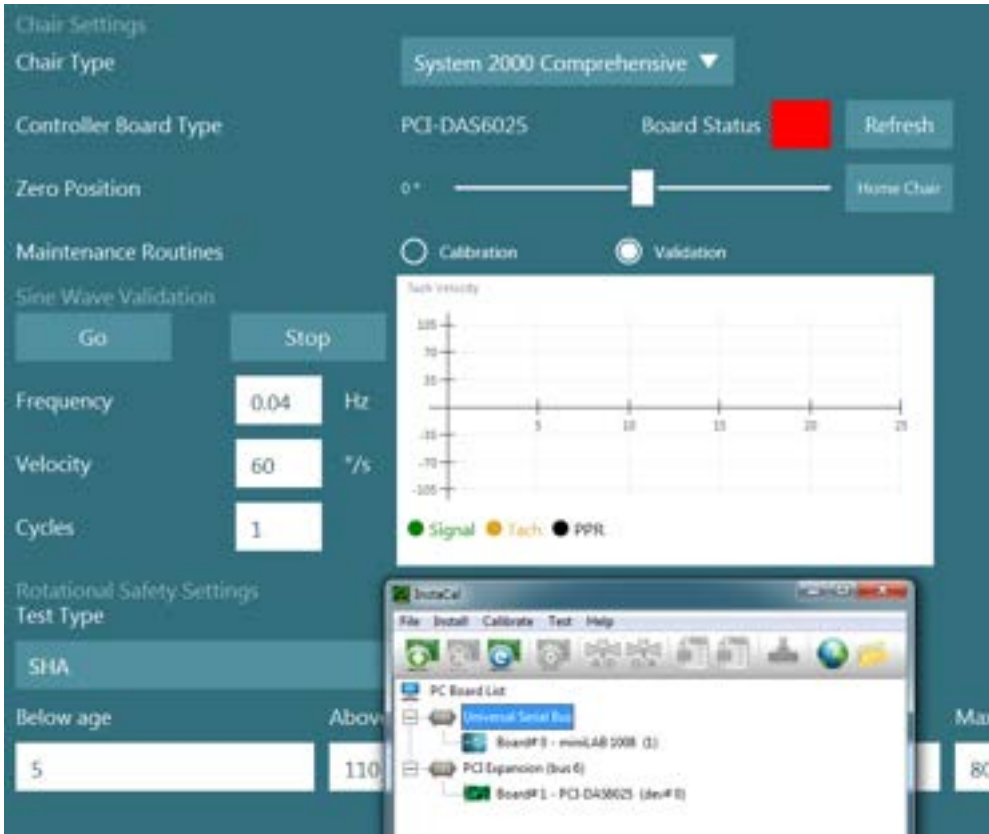 Chair Settings
Chair Type System 2000 Comprehensive
Controller Board Type PCI-DAS6025 Board Status Refresh
Zero Position 0° Home Chair
Maintenance Routines Calibration Validation
Sine Wave Validation Tach Velocity
Go Stop
105
70
35
5 10 15 20 25
-35
-70
-105
Frequency 0.04 Hz
Velocity 60 °/s
Cycles 1
Signal Tach PPR
Rotational Safety Settings
Test Type
SHA
Below age Above Max
5 110 80
InstaCal
File Install Calibrate Test Help
PC Board List
Universal Serial Bus
Board# 0 - miniLAB 1008 (1)
PCI Expansion (bus 6)
Board# 1 - PCI-DAS6025 (dev# 0)